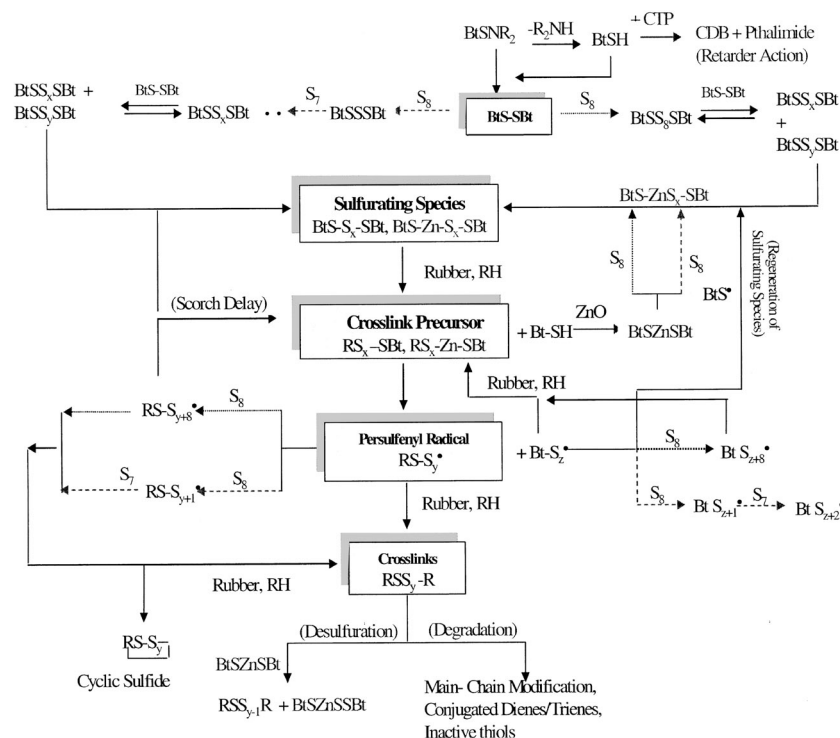 BtSNR2
-R2NH
BtSH
+ CTP
CDB + Pthalimide
(Retarder Action)
BtSSxSBt +
BtSSySBt
BtS-SBt
BtSSxSBt
S7
BtSSSBt
S8
BtS-SBt
S8
BtSS8SBt
BtS-SBt
BtSSxSBt
+
BtSSySBt
Sulfurating Species
BtS-Sx-SBt, BtS-Zn-Sx-SBt
BtS-ZnSx-SBt
Rubber, RH
S8
S8
BtS•
(Regeneration of
Sulfurating Species)
(Scorch Delay)
Crosslink Precursor
RSx–SBt, RSx-Zn-SBt
+ Bt-SH
ZnO
BtSZnSBt
Rubber, RH
RS-Sy+8•
S8
Persulfenyl Radical
RS-Sy•
+ Bt-Sz•
S8
Bt Sz+8•
S7
RS-Sy+1•
S8
S8
Bt Sz+1•
S7
Bt Sz+2•
Rubber, RH
Crosslinks
RSSy-R
Rubber, RH
RS-Sy
Cyclic Sulfide
(Desulfuration)
(Degradation)
BtSZnSBt
RSSy-1R + BtSZnSSBt
Main- Chain Modification,
Conjugated Dienes/Trienes,
Inactive thiols